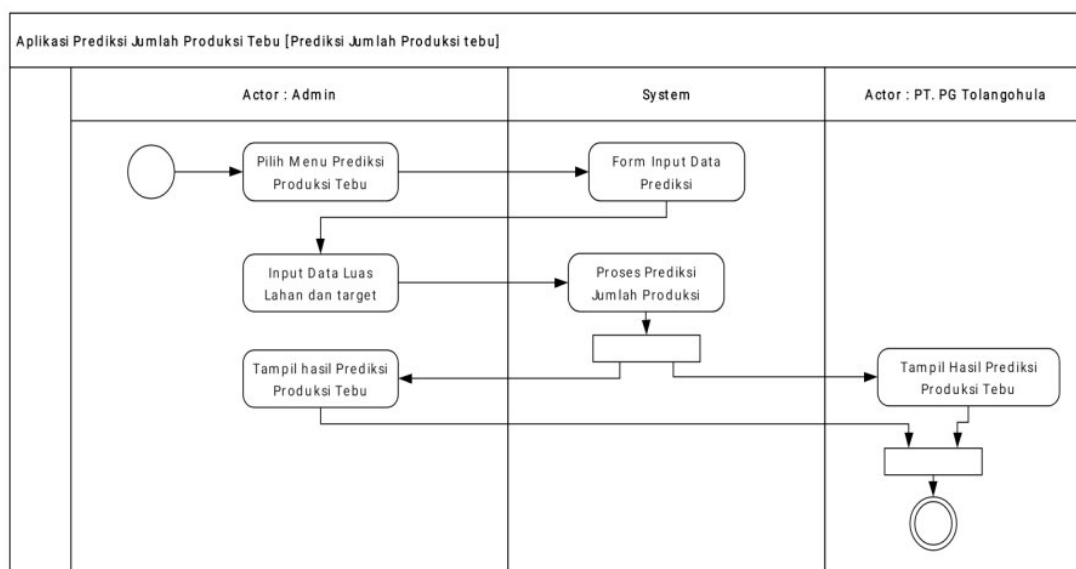 Aplikasi Prediksi Jumlah Produksi Tebu [Prediksi Jumlah Produksi tebu]
Actor : Admin
System
Actor : PT. PG Tolangohula
Pilih Menu Prediksi
Produksi Tebu
Form Input Data
Prediksi
Input Data Luas
Lahan dan target
Proses Prediksi
Jumlah Produksi
Tampil hasil Prediksi
Produksi Tebu
Tampil Hasil Prediksi
Produksi Tebu